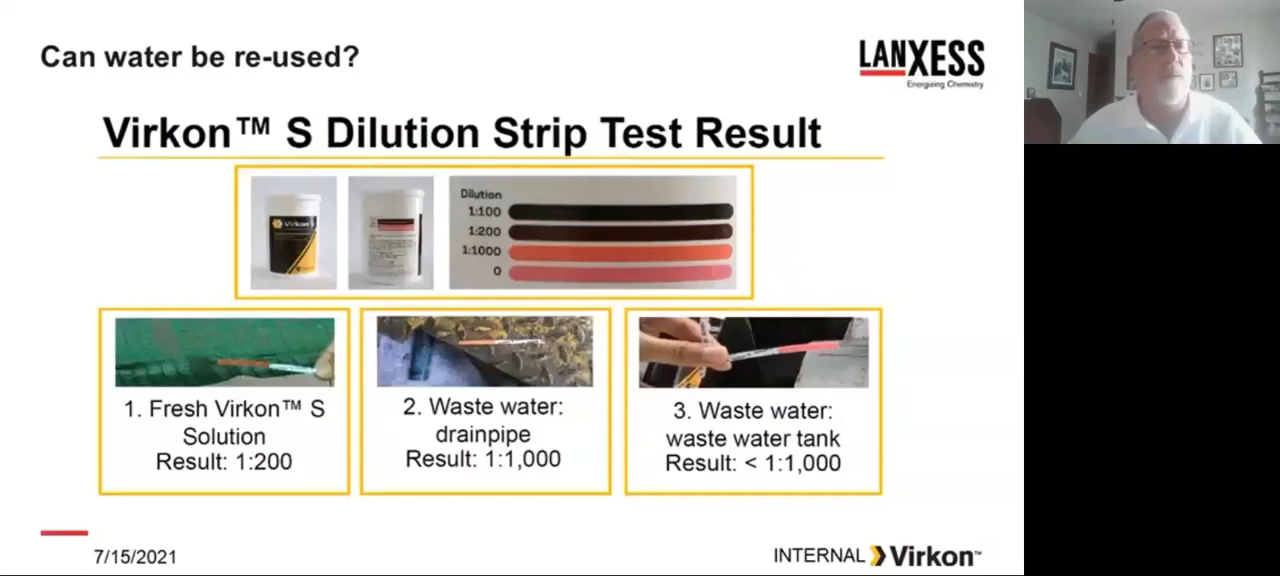 Can water be re-used?
LANXESS
Energizing Chemistry
Virkon™ S Dilution Strip Test Result
Virkon S
Dilution
1:100
1:200
1:1000
0
1. Fresh Virkon™ S
Solution
Result: 1:200
2. Waste water:
drainpipe
Result: 1:1,000
3. Waste water:
waste water tank
Result: < 1:1,000
7/15/2021
INTERNAL Virkon™